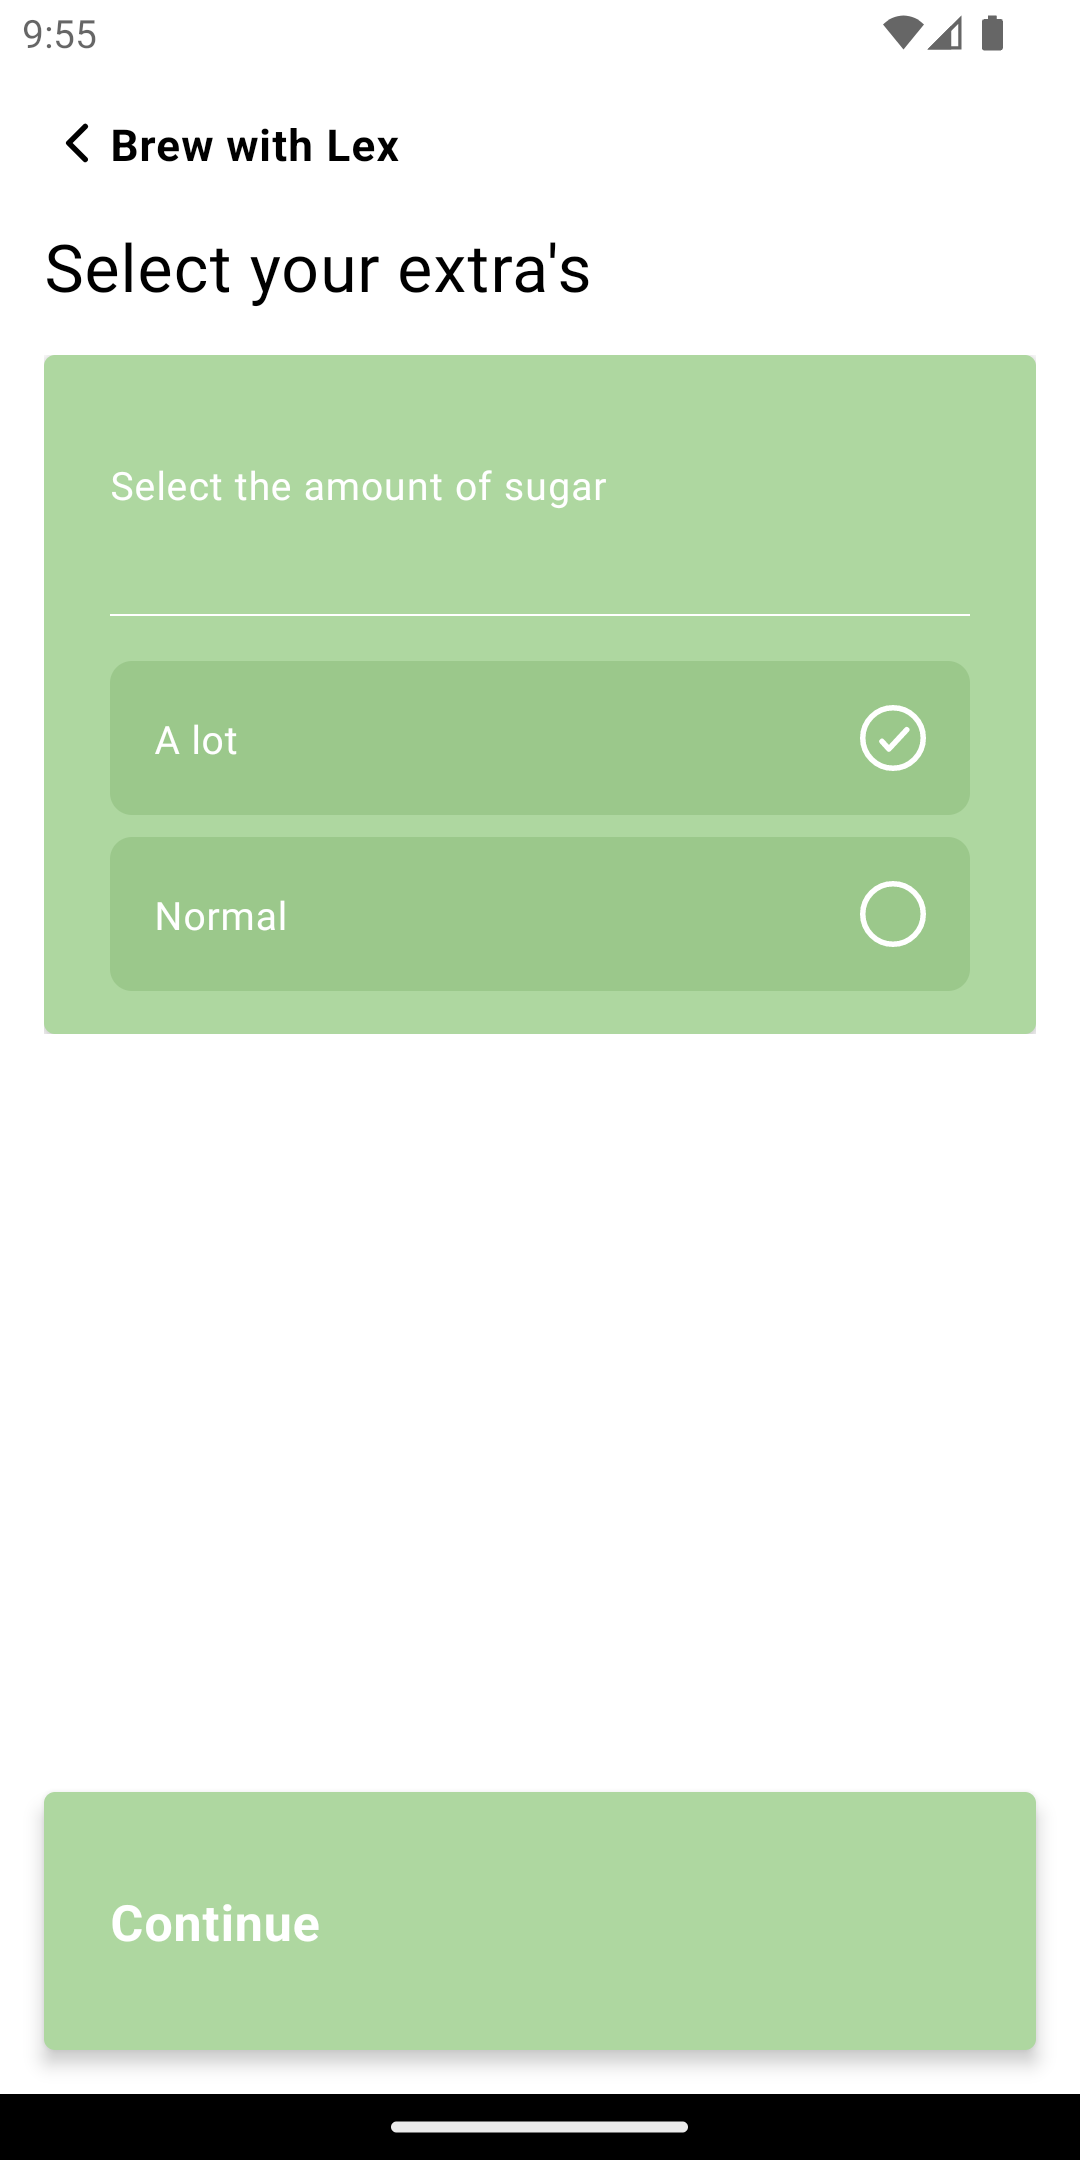 9:55
Brew with Lex
Select your extra's
Select the amount of sugar
A lot
Normal
Continue